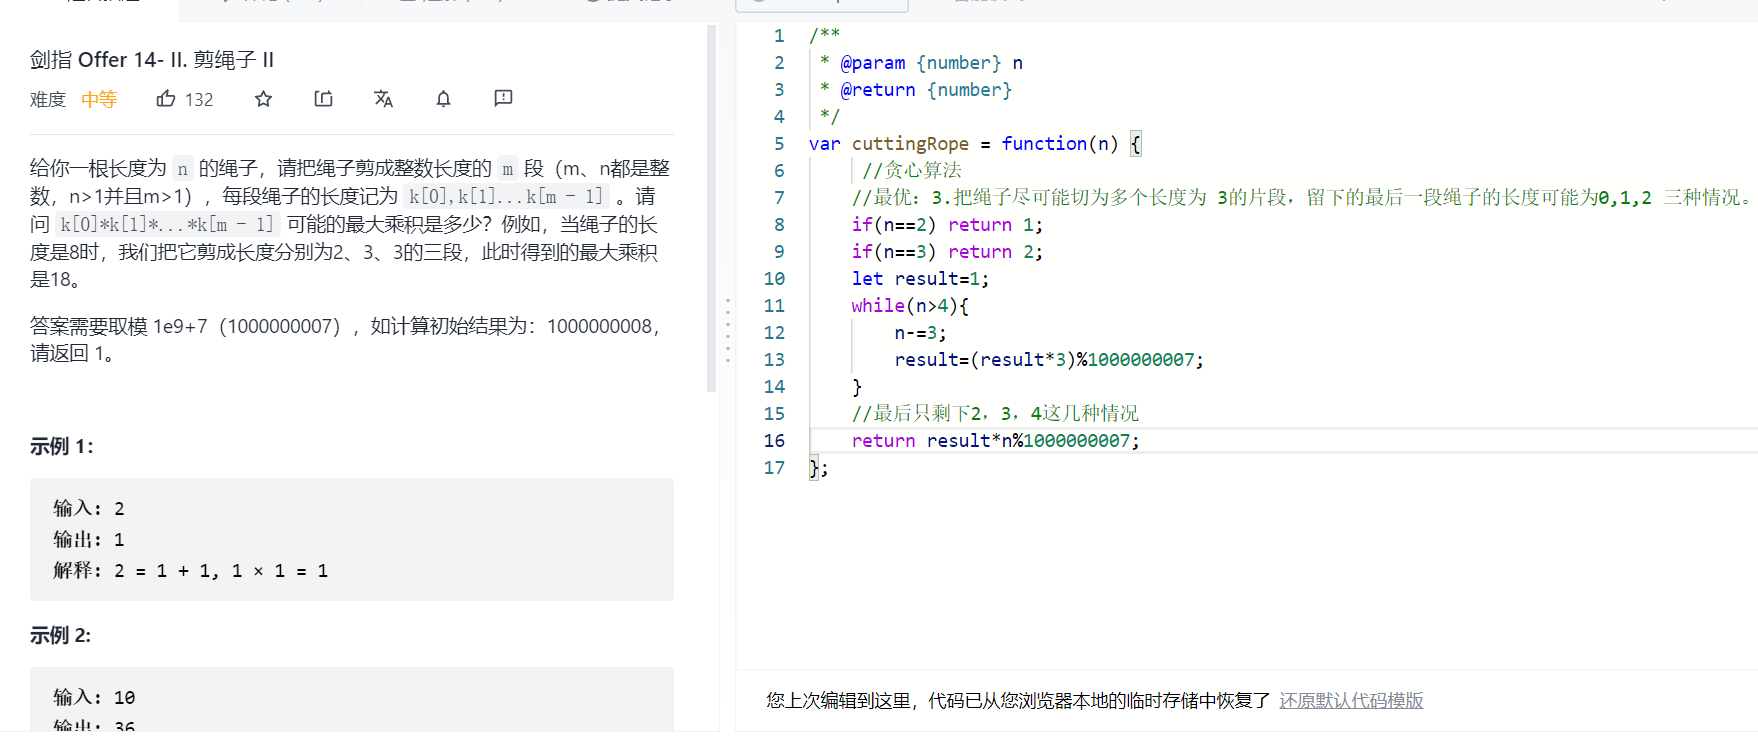 剑指 Offer 14- II. 剪绳子 II
难度 中等 132
给你一根长度为 n 的绳子，请把绳子剪成整数长度的 m 段（m、n都是整
数，n>1并且m>1），每段绳子的长度记为 k[0],k[1]...k[m - 1] 。请
问 k[0]*k[1]*...*k[m - 1] 可能的最大乘积是多少？例如，当绳子的长
度是8时，我们把它剪成长度分别为2、3、3的三段，此时得到的最大乘积
是18。
答案需要取模 1e9+7（1000000007），如计算初始结果为：1000000008，
请返回 1。
示例 1:
输入: 2
输出: 1
解释: 2 = 1 + 1, 1 × 1 = 1
示例 2:
输入: 10
输出: 36
1 /**
2 * @param {number} n
3 * @return {number}
4 */
5 var cuttingRope = function(n) {
6 //贪心算法
7 //最优：3.把绳子尽可能切为多个长度为 3的片段，留下的最后一段绳子的长度可能为0,1,2 三种情况。
8 if(n==2) return 1;
9 if(n==3) return 2;
10 let result=1;
11 while(n>4){
12 n-=3;
13 result=(result*3)%1000000007;
14 }
15 //最后只剩下2，3，4这几种情况
16 return result*n%1000000007;
17 };
您上次编辑到这里，代码已从您浏览器本地的临时存储中恢复了 还原默认代码模版